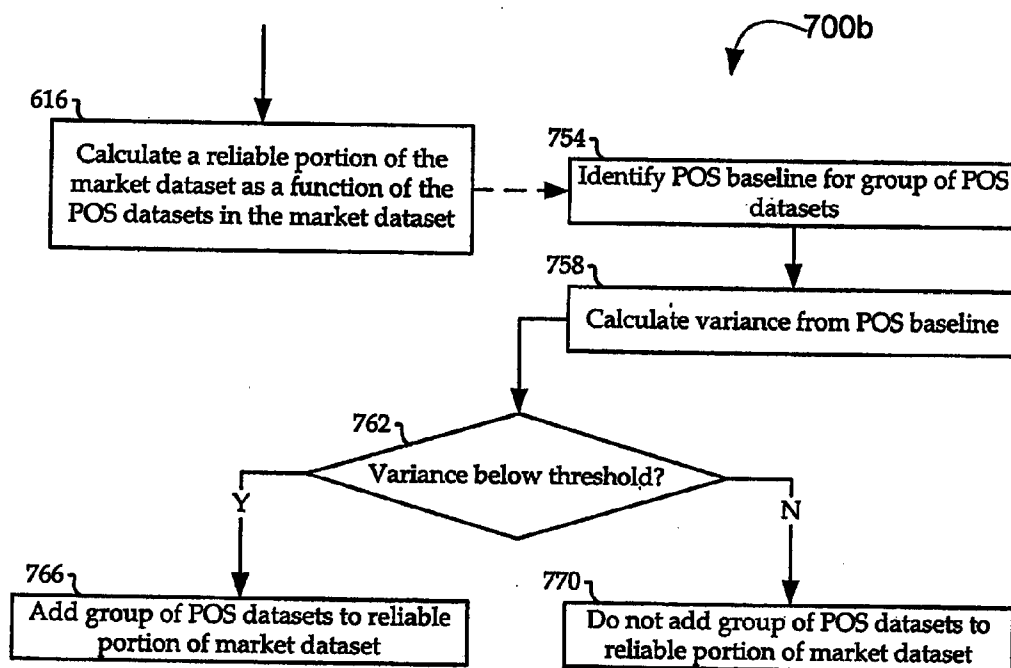 700b
616
Calculate a reliable portion of the
market dataset as a function of the
POS datasets in the market dataset
754
Identify POS baseline for group of POS
datasets
758
Calculate variance from POS baseline
762
Variance below threshold?
Y
N
766
Add group of POS datasets to reliable
portion of market dataset
770
Do not add group of POS datasets to
reliable portion of market dataset